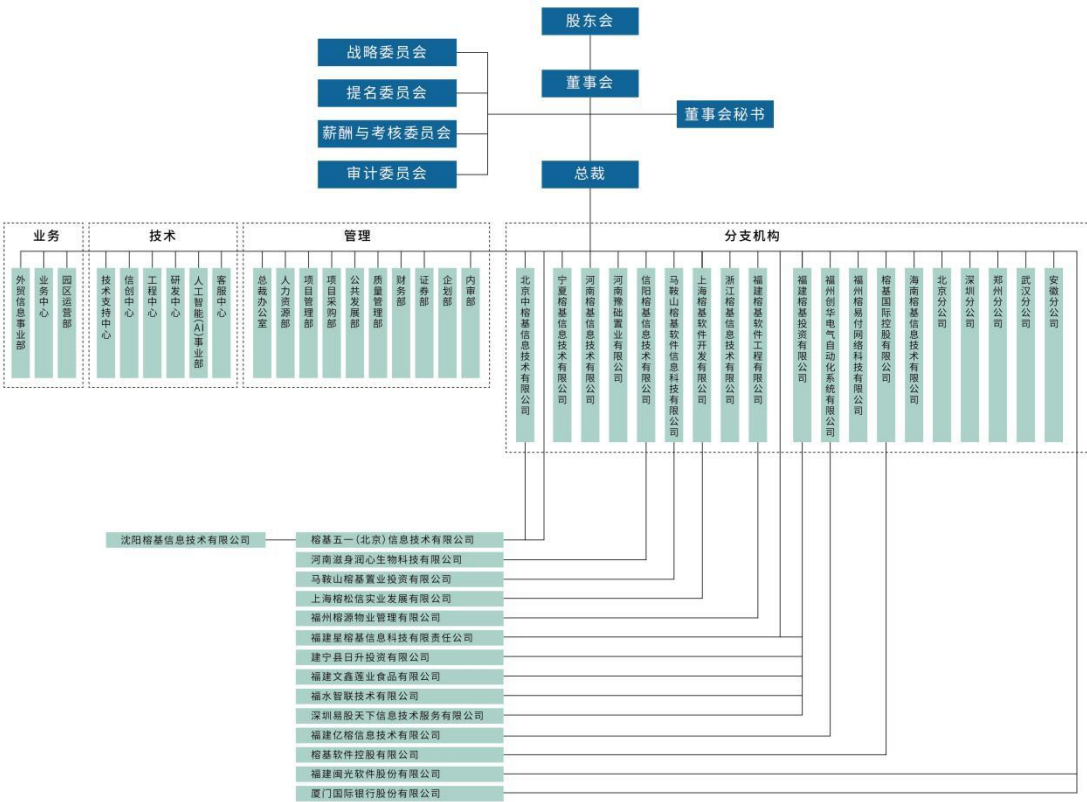 股东会
战略委员会
董事会
提名委员会
董事会秘书
薪酬与考核委员会
审计委员会
总裁
业务
技术
管理
分支机构
外贸信息事业部
业务中心
园区运营部
技术支持中心
信创中心
工程中心
研发中心
人工智能(AI)事业部
客服中心
总裁办公室
人力资源部
项目管理部
项目采购部
公共发展部
质量管理部
财务部
证券部
企划部
内审部
北京中榕基信息技术有限公司
宁夏榕基信息技术有限公司
河南榕基信息技术有限公司
河南豫础置业有限公司
信阳榕基信息技术有限公司
马鞍山榕基软件信息科技有限公司
上海榕基软件开发有限公司
浙江榕基信息技术有限公司
福建榕基软件工程有限公司
福建榕基投资有限公司
福州创华电气自动化系统有限公司
福州榕易付网络科技有限公司
榕基国际控股有限公司
海南榕基信息技术有限公司
北京分公司
深圳分公司
郑州分公司
武汉分公司
安徽分公司
沈阳榕基信息技术有限公司
榕基五一(北京)信息技术有限公司
河南滋身润心生物科技有限公司
马鞍山榕基置业投资有限公司
上海榕松信实业发展有限公司
福州榕源物业管理有限公司
福建星榕基信息科技有限责任公司
建宁县日升投资有限公司
福建文鑫莲业食品有限公司
福水智联技术有限公司
深圳易股天下信息技术服务有限公司
福建亿榕信息技术有限公司
榕基软件控股有限公司
福建闽光软件股份有限公司
厦门国际银行股份有限公司